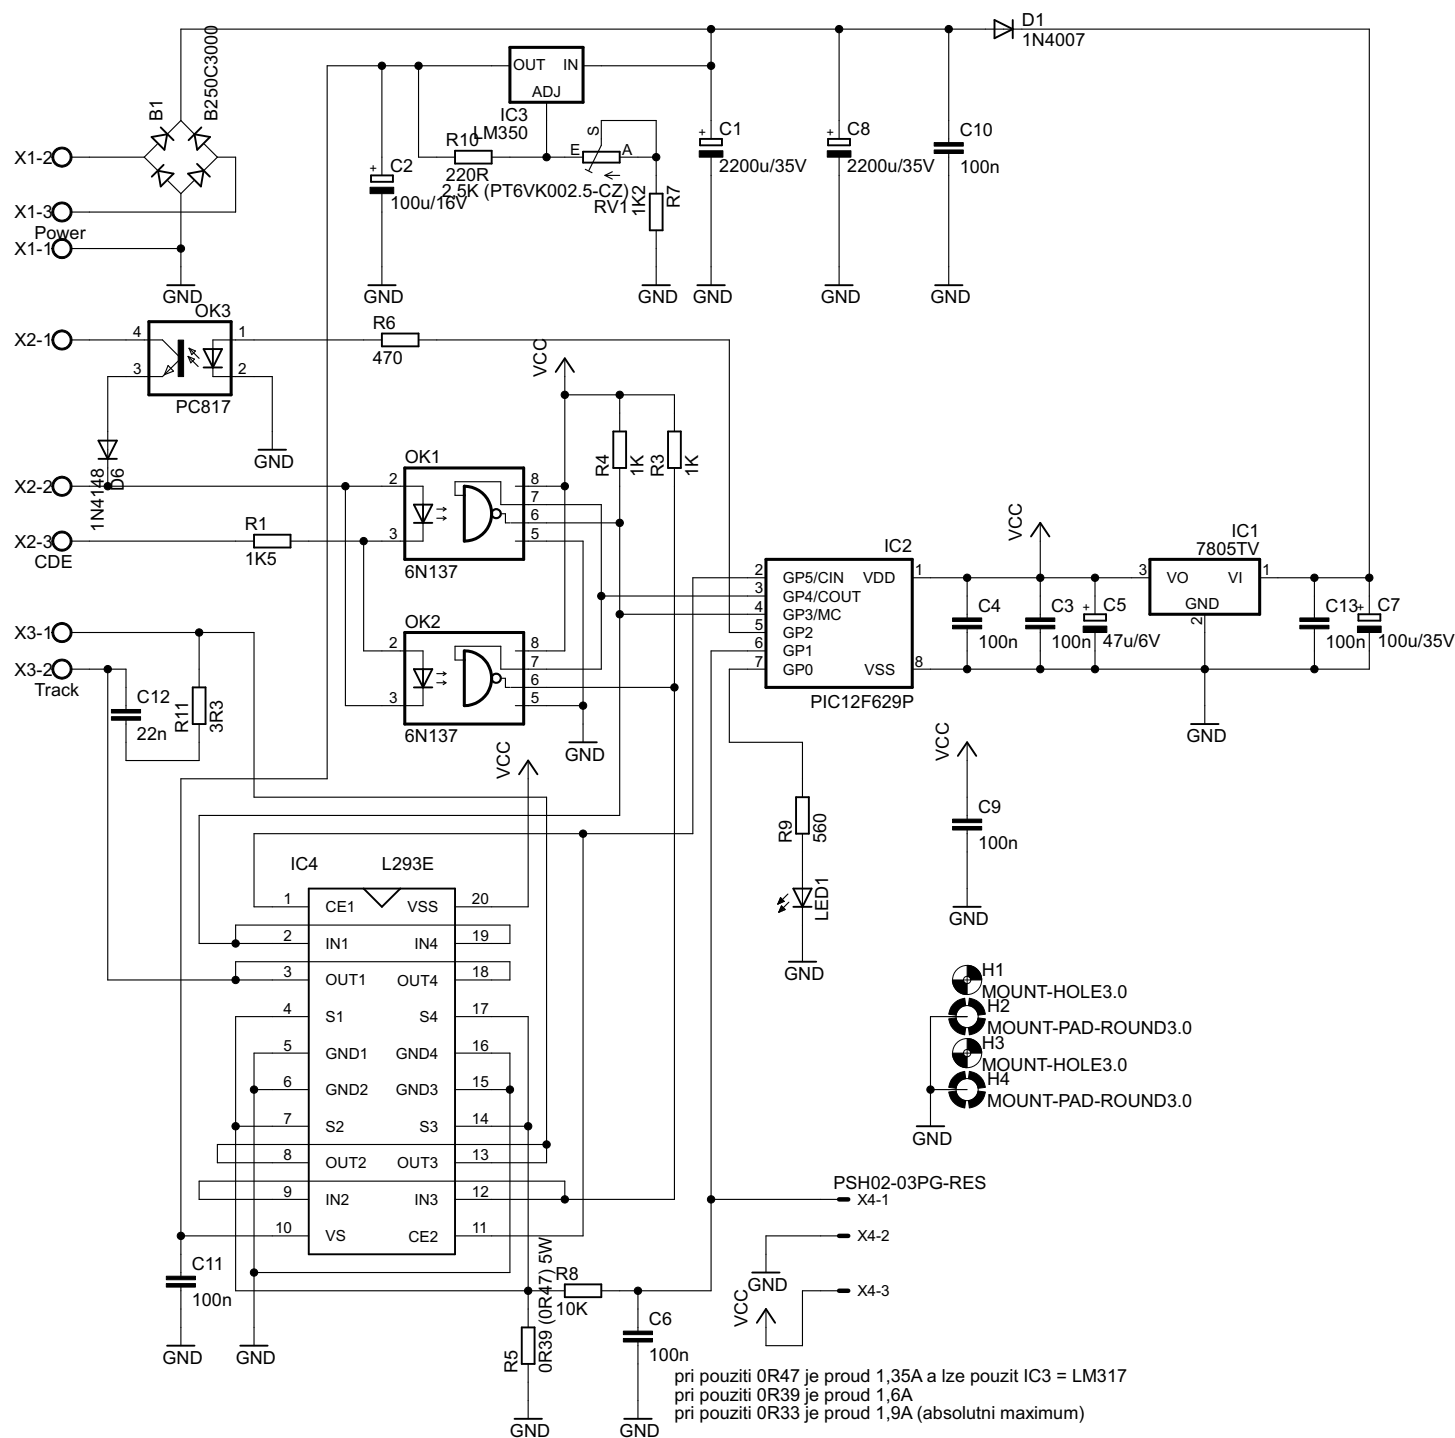 D1
1N4007
B1
B250C3000
OUT IN
ADJ
IC3
LM350
R10
220R
2,5K (PT6VK002.5-CZ)
RV1
E S A
1K2
R7
C2
100u/16V
+
C1
2200u/35V
+
C8
2200u/35V
+
C10
100n
X1-2
X1-3
Power
X1-1
GND
GND
GND
GND
GND
GND
OK3
X2-1
4
3
1
2
PC817
R6
470
GND
VCC
1N4148
D6
X2-2
X2-3
CDE
R1
1K5
OK1
2
3
8
7
6
5
6N137
R4
1K
R3
1K
OK2
2
3
8
7
6
5
6N137
GND
X3-1
X3-2
Track
C12
22n
R11
3R3
IC2
2 GP5/CIN VDD 1
3 GP4/COUT
4 GP3/MC
5 GP2
6 GP1
7 GP0 VSS 8
PIC12F629P
VCC
IC1
7805TV
3 VO VI 1
GND
2
C4
100n
C3
100n
+
C5
47u/6V
C13
100n
+
C7
100u/35V
GND
VCC
C9
100n
GND
R9
560
LED1
GND
VCC
IC4 L293E
1 CE1 VSS 20
2 IN1 IN4 19
3 OUT1 OUT4 18
4 S1 S4 17
5 GND1 GND4 16
6 GND2 GND3 15
7 S2 S3 14
8 OUT2 OUT3 13
9 IN2 IN3 12
10 VS CE2 11
H1
MOUNT-HOLE3.0
H2
MOUNT-PAD-ROUND3.0
H3
MOUNT-HOLE3.0
H4
MOUNT-PAD-ROUND3.0
GND
PSH02-03PG-RES
X4-1
X4-2
X4-3
GND
VCC
C11
100n
GND
GND
R5
0R39 (0R47) 5W
R8
10K
C6
100n
GND
GND
pri pouziti 0R47 je proud 1,35A a lze pouzit IC3 = LM317
pri pouziti 0R39 je proud 1,6A
pri pouziti 0R33 je proud 1,9A (absolutni maximum)